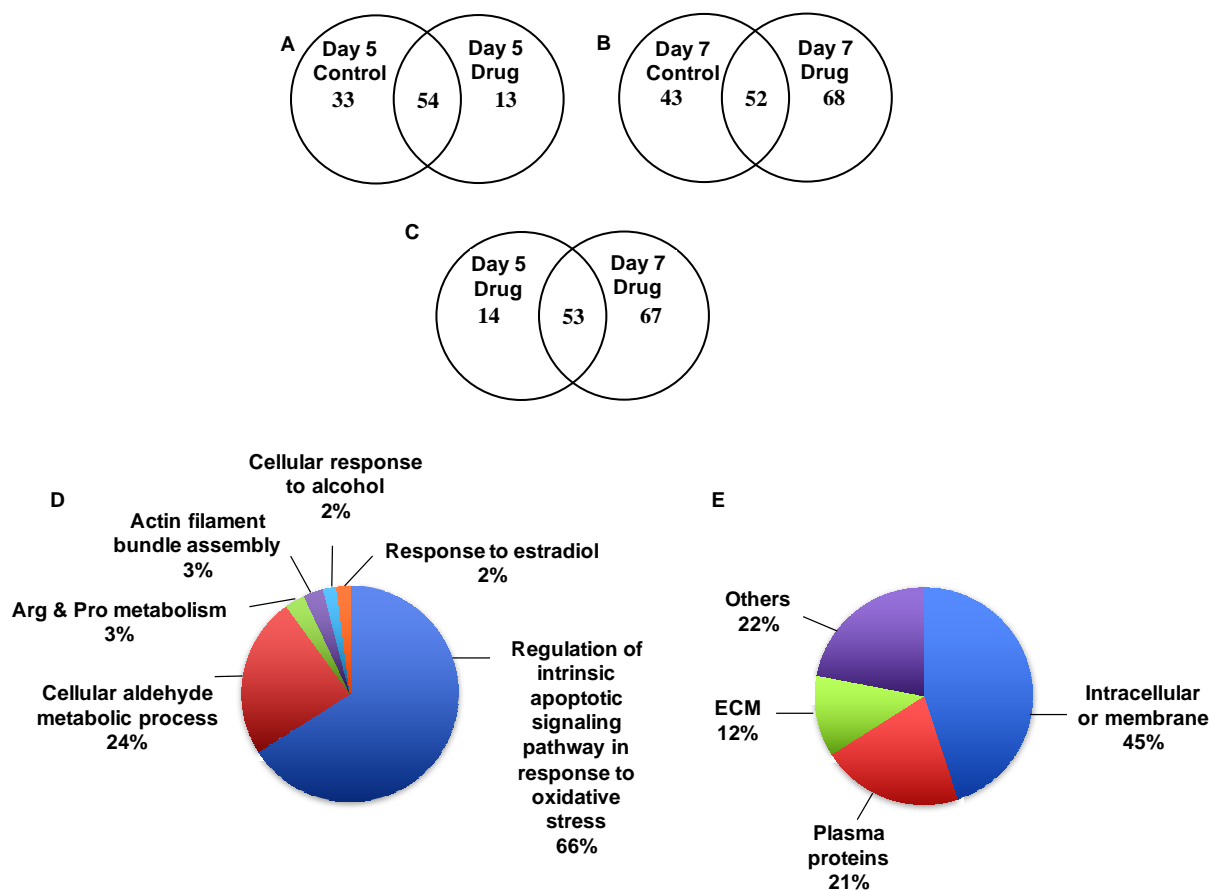 A
Day 5
Control
33
54
Day 5
Drug
13
B
Day 7
Control
43
52
Day 7
Drug
68
C
Day 5
Drug
14
53
Day 7
Drug
67
D
Cellular response
to alcohol
2%
Actin filament
bundle assembly
3%
Response to estradiol
2%
Arg & Pro metabolism
3%
Cellular aldehyde
metabolic process
24%
Regulation of
intrinsic
apoptotic
signaling
pathway in
response to
oxidative
stress
66%
E
Others
22%
ECM
12%
Plasma
proteins
21%
Intracellular
or membrane
45%